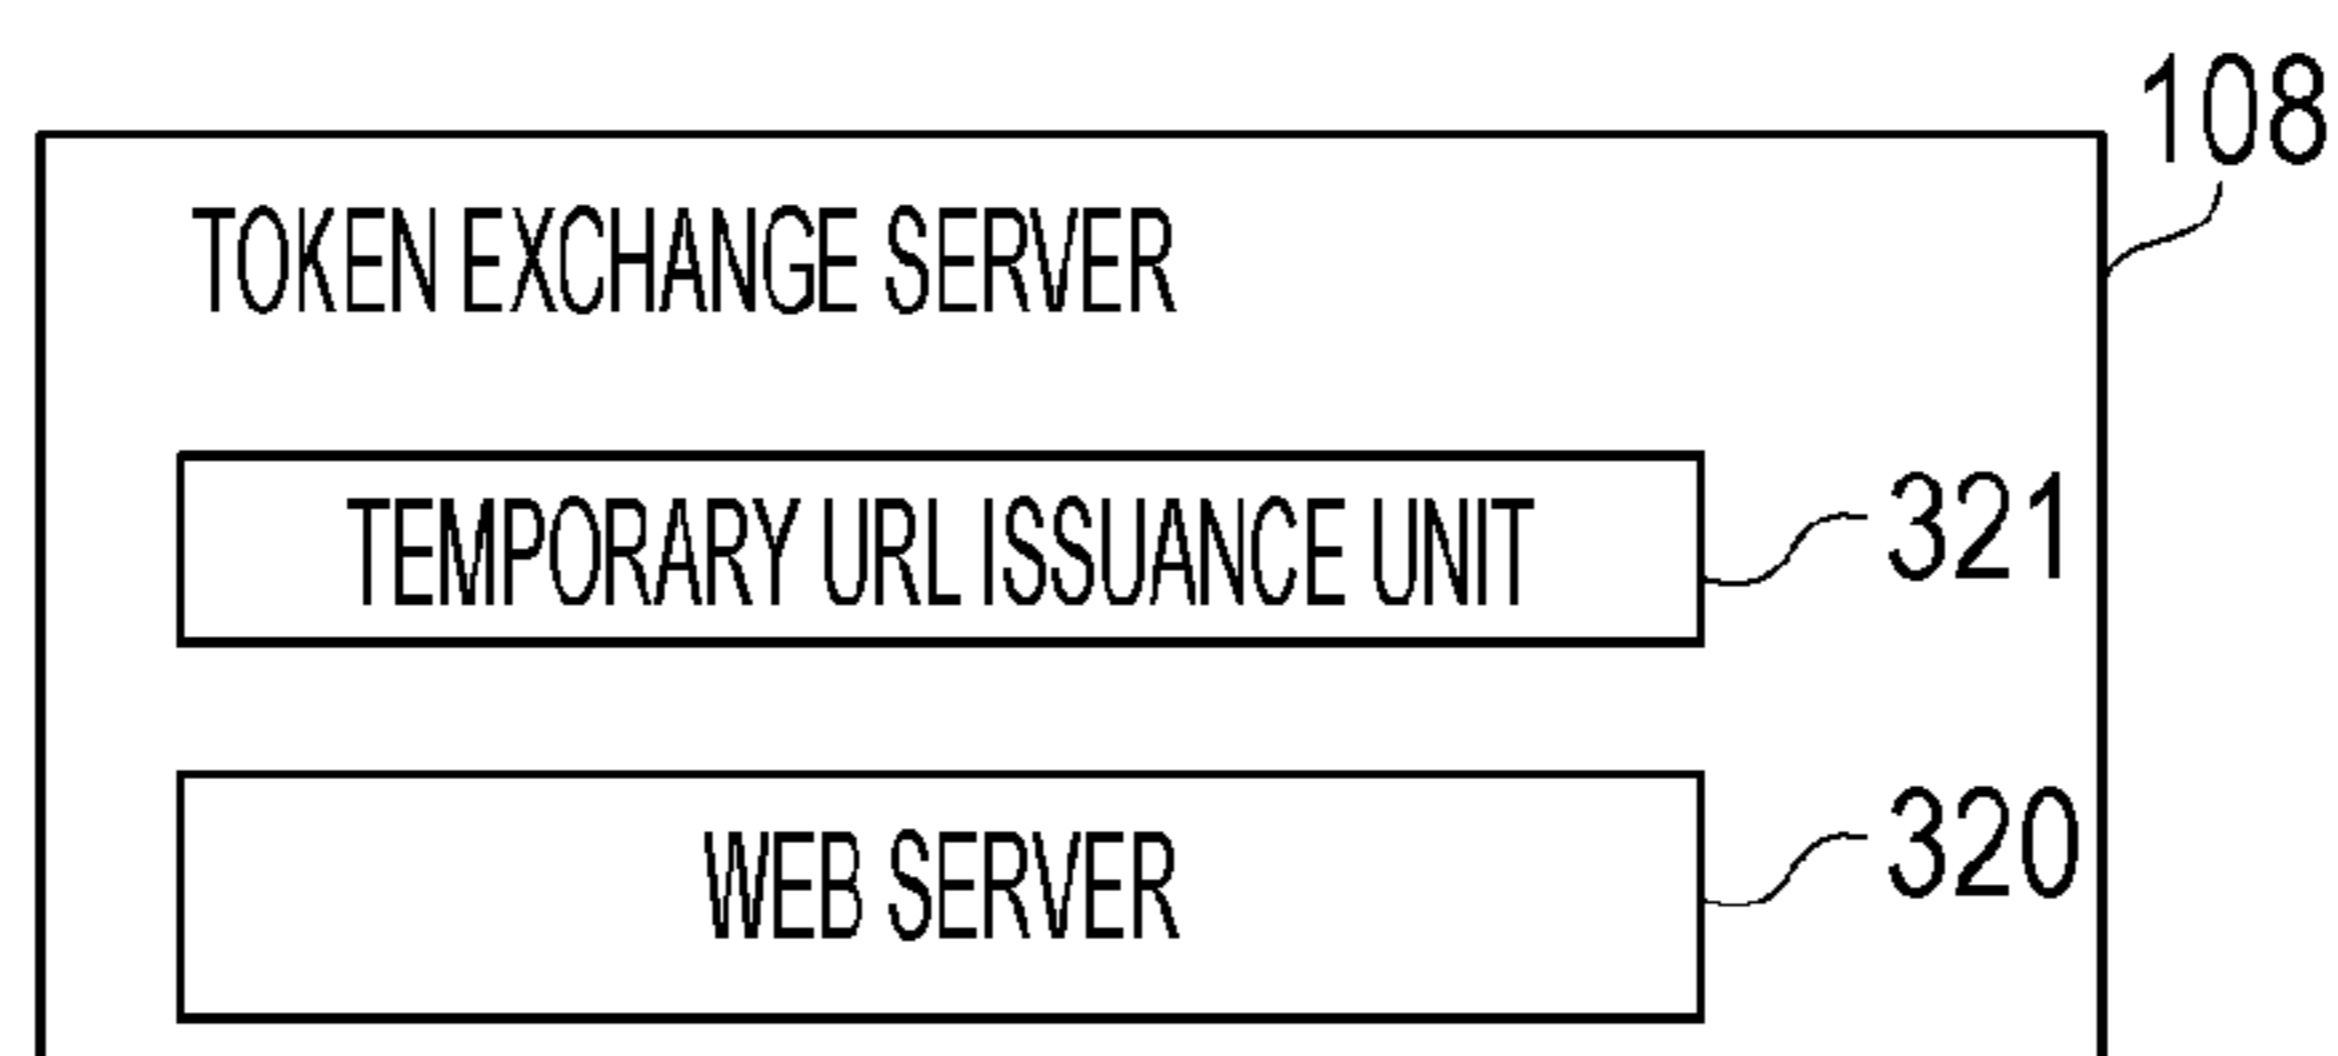 108
TOKEN EXCHANGE SERVER
TEMPORARY URL ISSUANCE UNIT
321
WEB SERVER
320